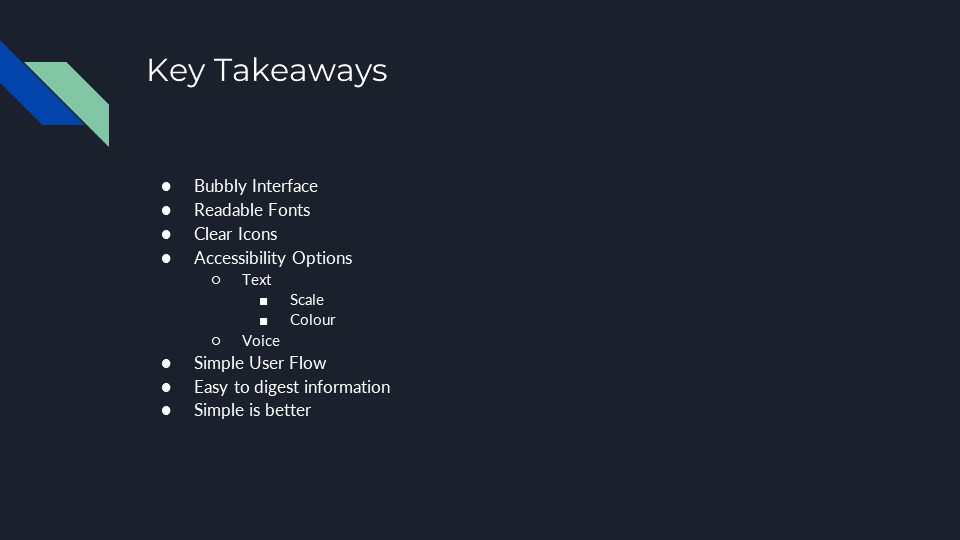 Key Takeaways
● Bubbly Interface
● Readable Fonts
● Clear Icons
● Accessibility Options
○ Text
■ Scale
■ Colour
○ Voice
● Simple User Flow
● Easy to digest information
● Simple is better